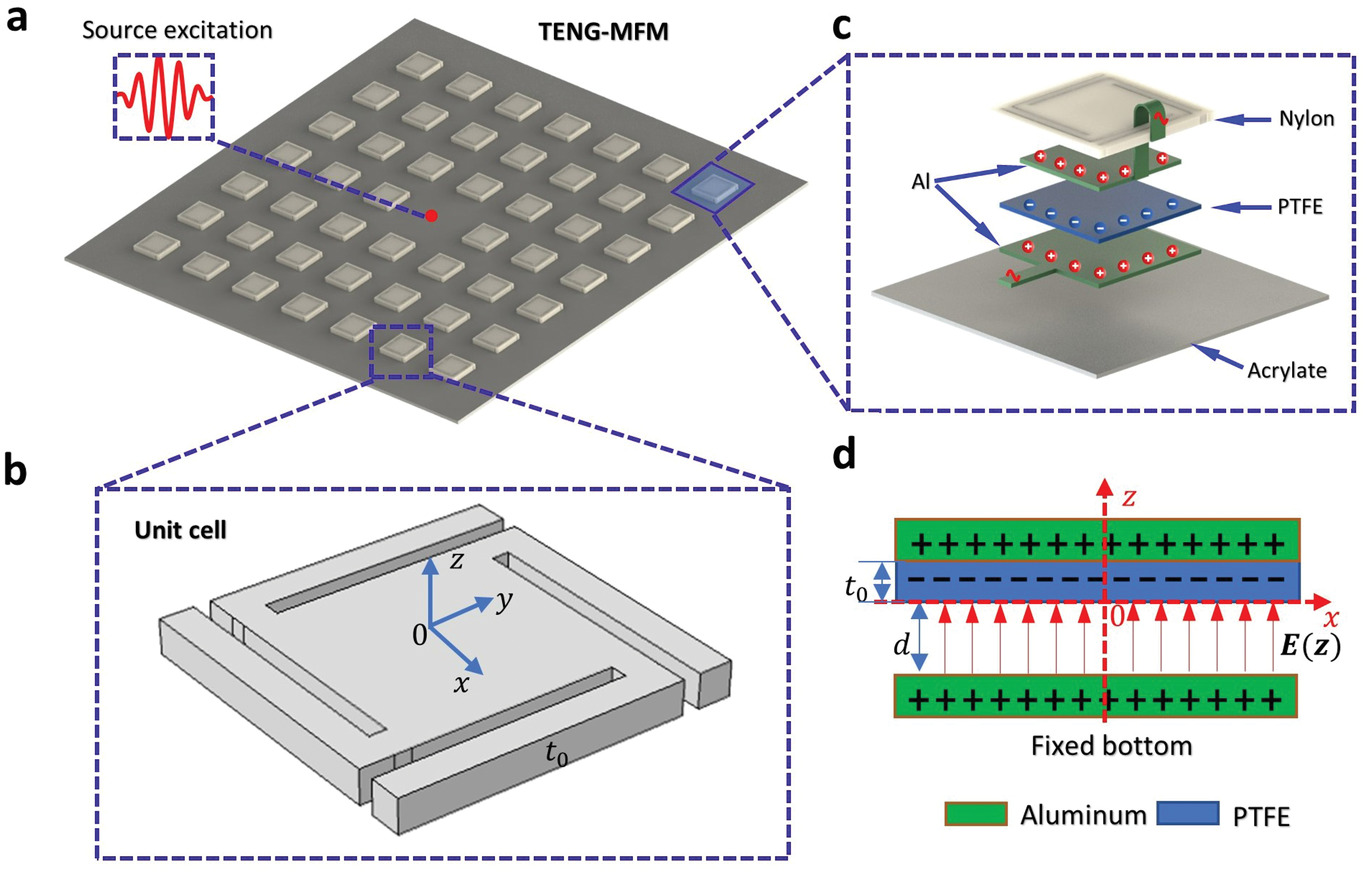 a
Source excitation
TENG-MFM
c
Nylon
Al
PTFE
Acrylate
b
Unit cell
z
y
0
x
t₀
d
z
+ + + + + + + + + + + + + +
- - - - - - - - - - - - - -
t₀
0
x
d
E(z)
+ + + + + + + + + + + + + +
Fixed bottom
Aluminum
PTFE